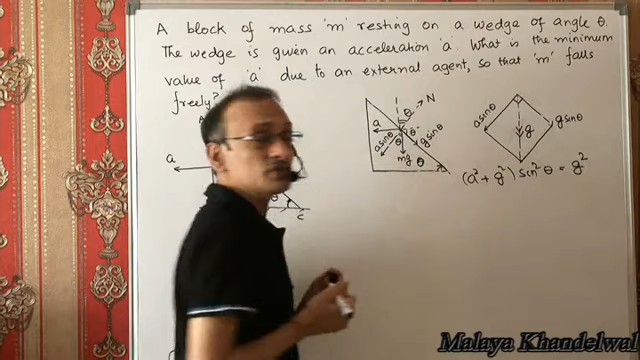 A block of mass 'm' resting on a wedge of angle θ.
The wedge is given an acceleration 'a'. What is the minimum
value of 'a' due to an external agent, so that 'm' falls
freely?
A
a
θ
C
θ
N
a
θ
a sinθ
θ
g sinθ
mg
θ
a sinθ
g sinθ
g
(a² + g²) sin²θ = g²
Malaya Khandelwal